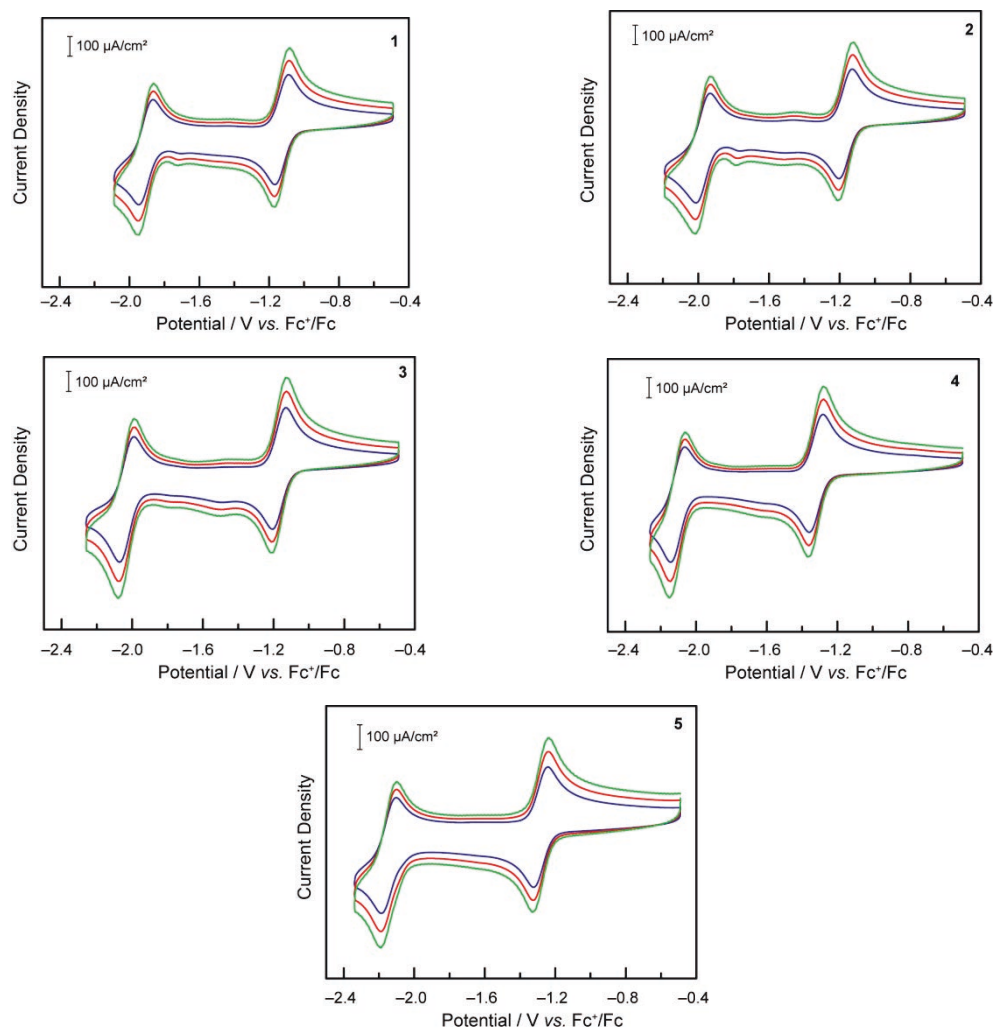 100 µA/cm²
1
Current Density
–2.4 –2.0 –1.6 –1.2 –0.8 –0.4
Potential / V vs. Fc⁺/Fc
100 µA/cm²
2
Current Density
–2.4 –2.0 –1.6 –1.2 –0.8 –0.4
Potential / V vs. Fc⁺/Fc
100 µA/cm²
3
Current Density
–2.4 –2.0 –1.6 –1.2 –0.8 –0.4
Potential / V vs. Fc⁺/Fc
100 µA/cm²
4
Current Density
–2.4 –2.0 –1.6 –1.2 –0.8 –0.4
Potential / V vs. Fc⁺/Fc
100 µA/cm²
5
Current Density
–2.4 –2.0 –1.6 –1.2 –0.8 –0.4
Potential / V vs. Fc⁺/Fc